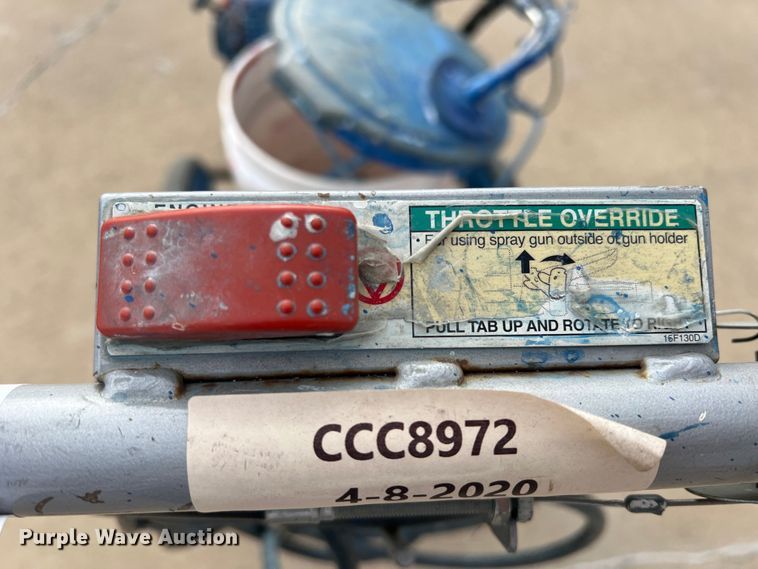 THROTTLE OVERRIDE
• For using spray gun outside of gun holder
PULL TAB UP AND ROTATE TO
16F130D
CCC8972
4-8-2020
Purple Wave Auction